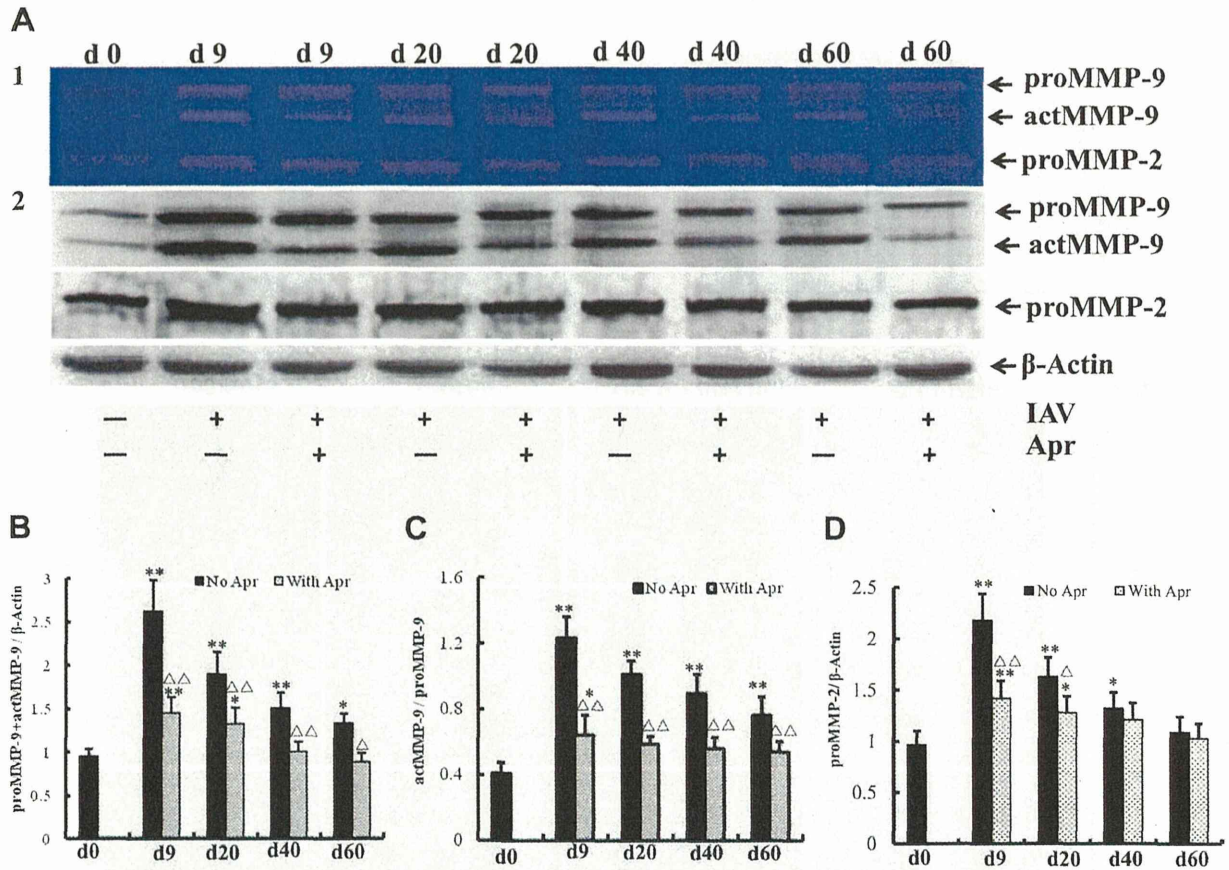 A
d 0 d 9 d 9 d 20 d 20 d 40 d 40 d 60 d 60
1
proMMP-9
actMMP-9
proMMP-2
2
proMMP-9
actMMP-9
proMMP-2
β-Actin
— + + + + + + + + IAV
— — + — + — + — + Apr
B
proMMP-9+actMMP-9 / β-Actin
No Apr With Apr
3
2.5
2
1.5
1
0.5
0
** ** * ** *
△△ △△ △△ △
** *
d0 d9 d20 d40 d60
C
actMMP-9 / proMMP-9
No Apr With Apr
1.6
1.2
0.8
0.4
0
** ** ** **
*
△△ △△ △△ △△
d0 d9 d20 d40 d60
D
proMMP-2/ β-Actin
No Apr With Apr
2.5
2
1.5
1
0.5
0
** ** *
△△ △
** *
d0 d9 d20 d40 d60